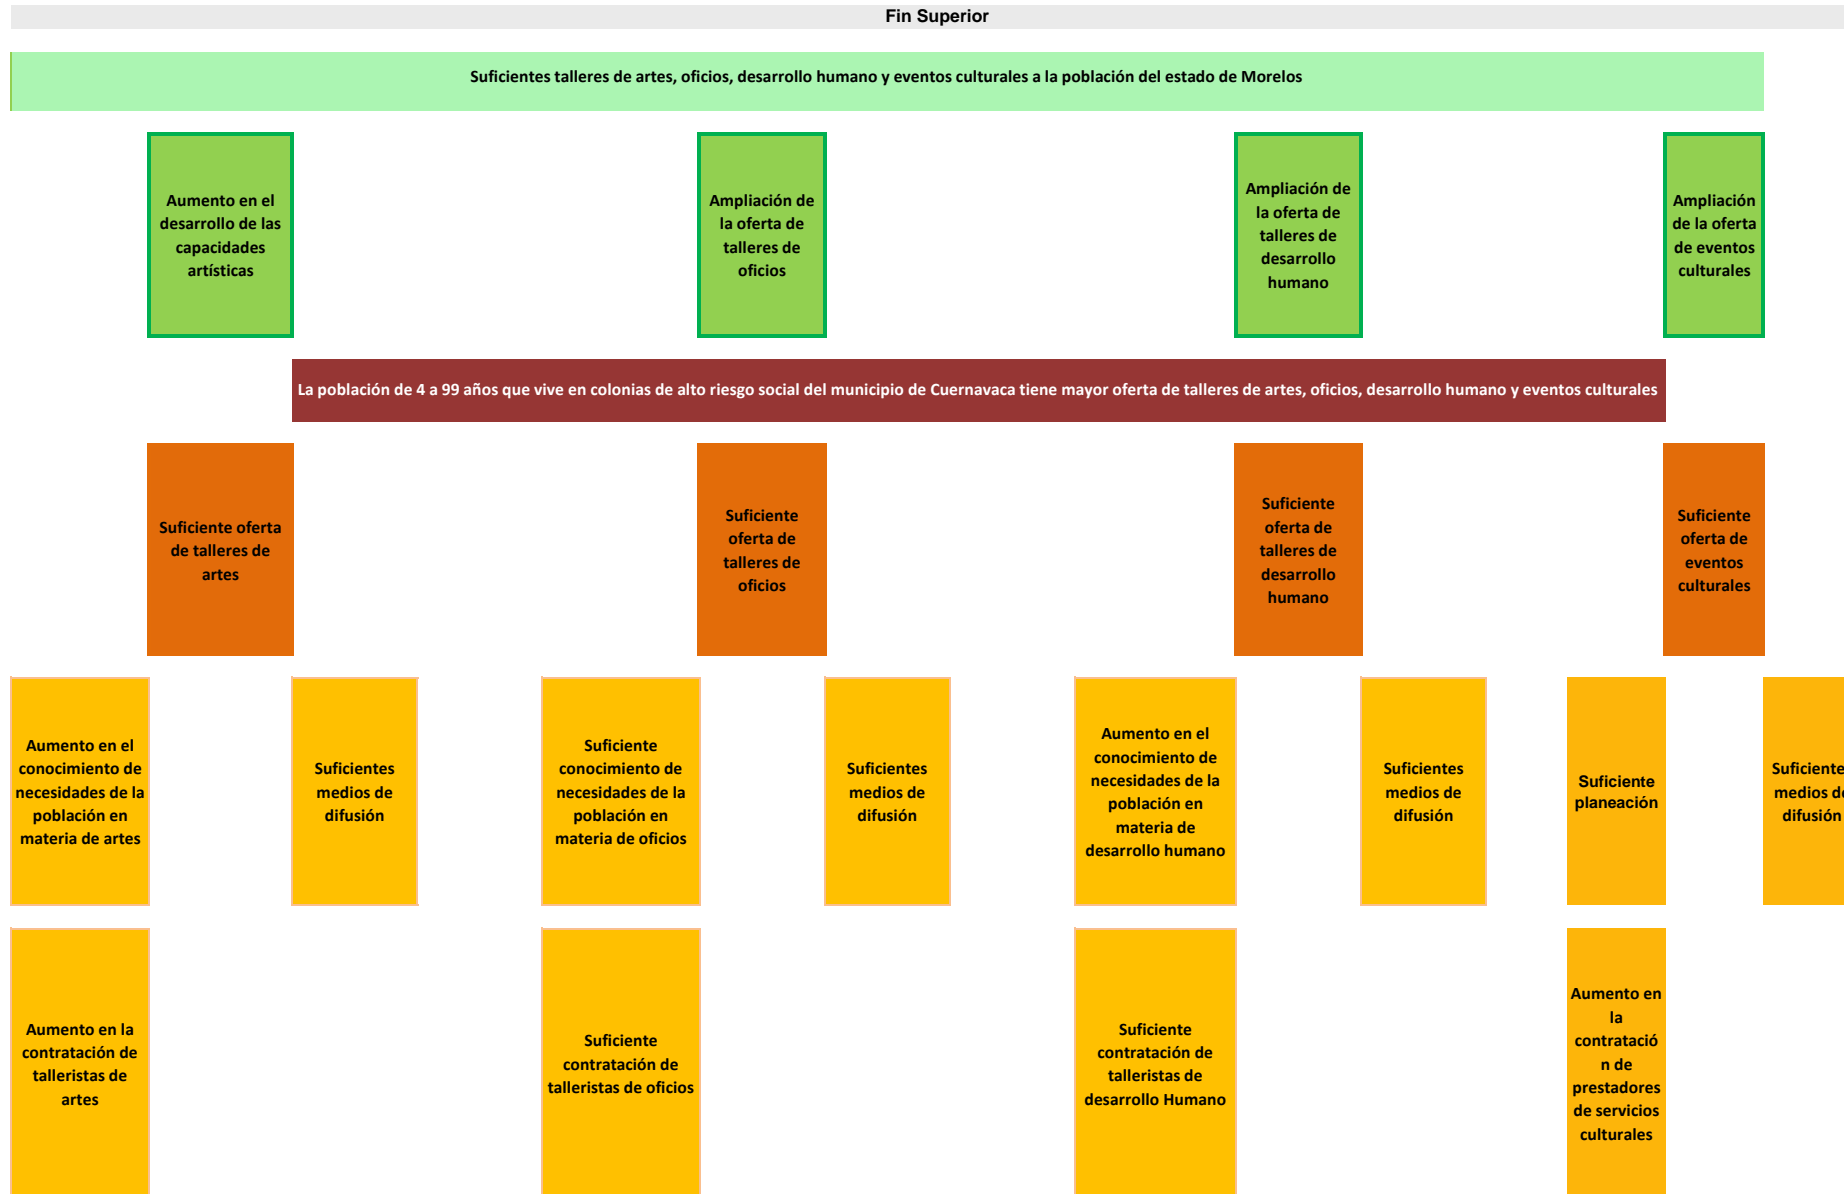 Fin Superior
Suficientes talleres de artes, oficios, desarrollo humano y eventos culturales a la población del estado de Morelos
Aumento en el
desarrollo de las
capacidades
artísticas
Ampliación de
la oferta de
talleres de
oficios
Ampliación de
la oferta de
talleres de
desarrollo
humano
Ampliación
de la oferta
de eventos
culturales
La población de 4 a 99 años que vive en colonias de alto riesgo social del municipio de Cuernavaca tiene mayor oferta de talleres de artes, oficios, desarrollo humano y eventos culturales
Suficiente oferta
de talleres de
artes
Suficiente
oferta de
talleres de
oficios
Suficiente
oferta de
talleres de
desarrollo
humano
Suficiente
oferta de
eventos
culturales
Aumento en el
conocimiento de
necesidades de la
población en
materia de artes
Suficientes
medios de
difusión
Suficiente
conocimiento de
necesidades de la
población en
materia de oficios
Suficientes
medios de
difusión
Aumento en el
conocimiento de
necesidades de la
población en
materia de
desarrollo humano
Suficientes
medios de
difusión
Suficiente
planeación
Suficiente
medios d
difusión
Aumento en la
contratación de
talleristas de
artes
Suficiente
contratación de
talleristas de oficios
Suficiente
contratación de
talleristas de
desarrollo Humano
Aumento en
la
contratació
n de
prestadores
de servicios
culturales